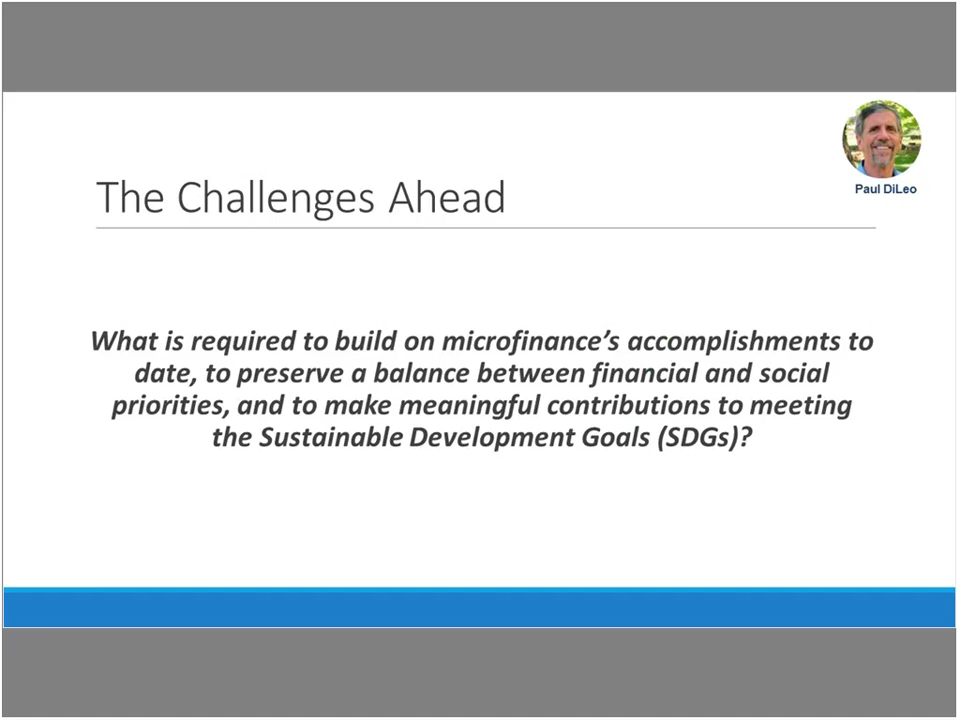 Paul DiLeo
The Challenges Ahead
What is required to build on microfinance’s accomplishments to
date, to preserve a balance between financial and social
priorities, and to make meaningful contributions to meeting
the Sustainable Development Goals (SDGs)?